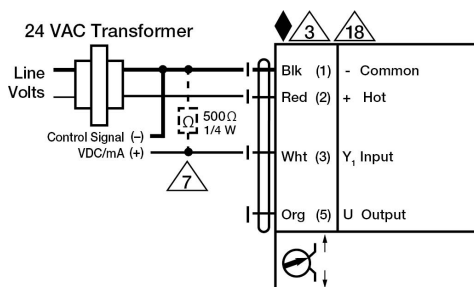 24 VAC Transformer
3
18
Line
Volts
Blk (1) - Common
Red (2) + Hot
Ω
500Ω
1/4 W
Control Signal (–)
VDC/mA (+)
Wht (3) Y1 Input
7
Org (5) U Output